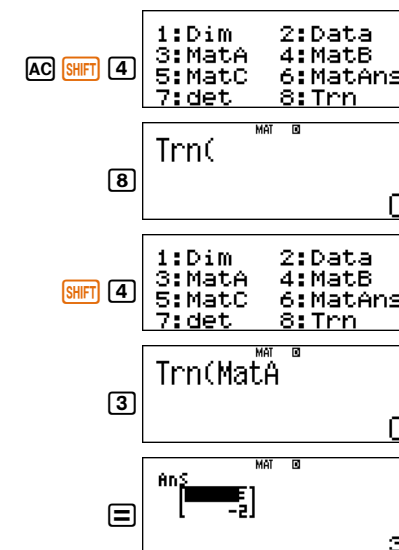 AC SHIFT 4
1:Dim 2:Data
3:MatA 4:MatB
5:MatC 6:MatAns
7:det 8:Trn
8
MAT D
Trn(
SHIFT 4
1:Dim 2:Data
3:MatA 4:MatB
5:MatC 6:MatAns
7:det 8:Trn
3
MAT D
Trn(MatA
=
MAT D
Ans
-2